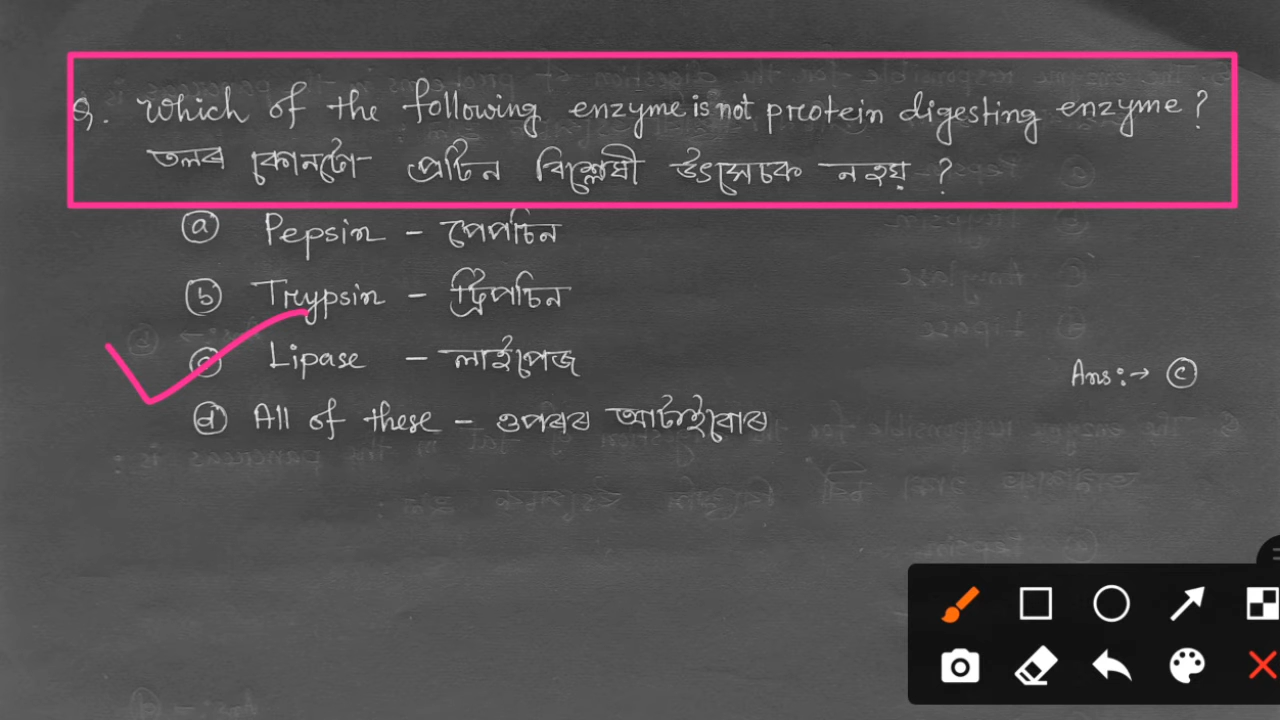 Q. Which of the following enzyme is not protein digesting enzyme?
তলৰ কোনটো প্ৰটিন বিশ্লেষী উৎসেচক নহয় ?
ⓐ Pepsin - পেপচিন
ⓑ Trypsin - ট্ৰিপচিন
ⓒ Lipase - লাইপেজ
Ans:→ ⓒ
ⓓ All of these - ওপৰৰ আটাইবোৰ